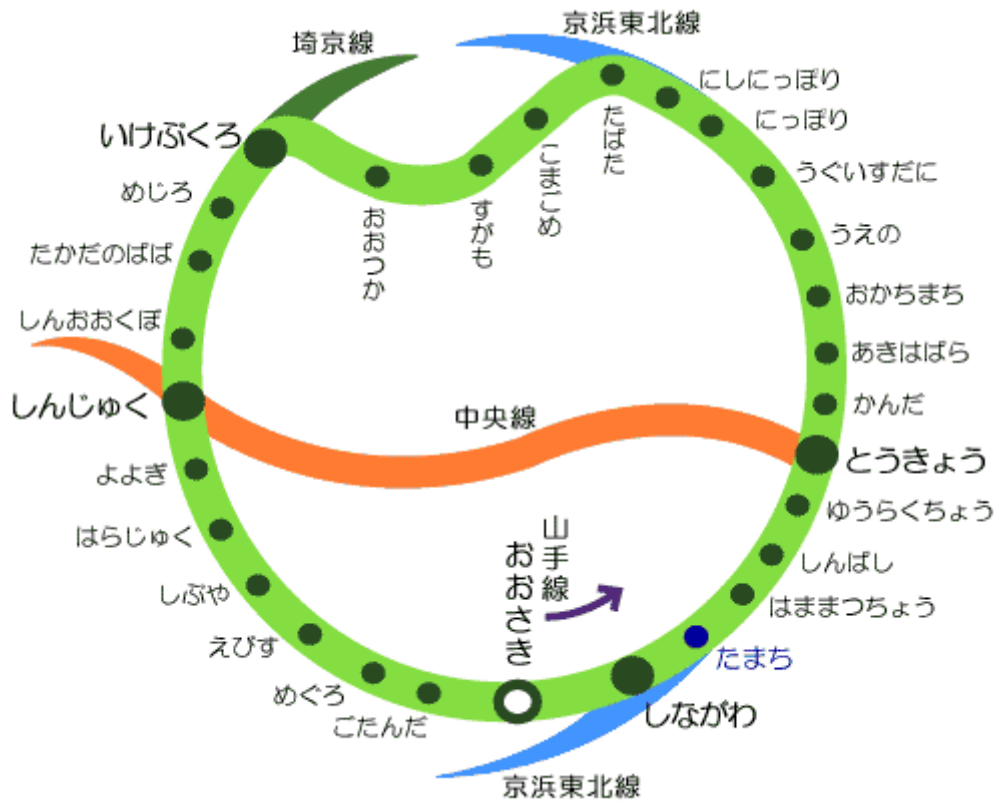 京浜東北線
埼京線
にしにっぽり
にっぽり
たばた
いけぶくろ
こまごめ
うぐいすだに
めじろ
すがも
おおつか
うえの
たかだのばば
おかちまち
しんおおくぼ
あきはばら
しんじゅく
かんだ
中央線
とうきょう
よよぎ
ゆうらくちょう
はらじゅく
山手線
おおさき
しんばし
しぶや
はままつちょう
えびす
たまち
めぐろ
しながわ
ごたんだ
京浜東北線